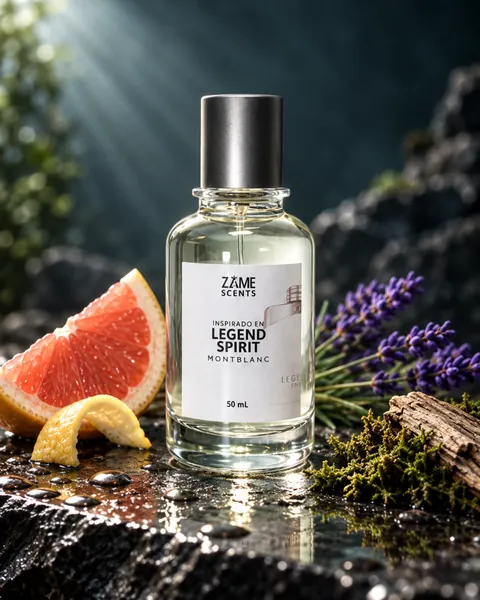 ZAME
SCENTS
INSPIRADO EN
LEGEND
SPIRIT
MONTBLANC
50 mL